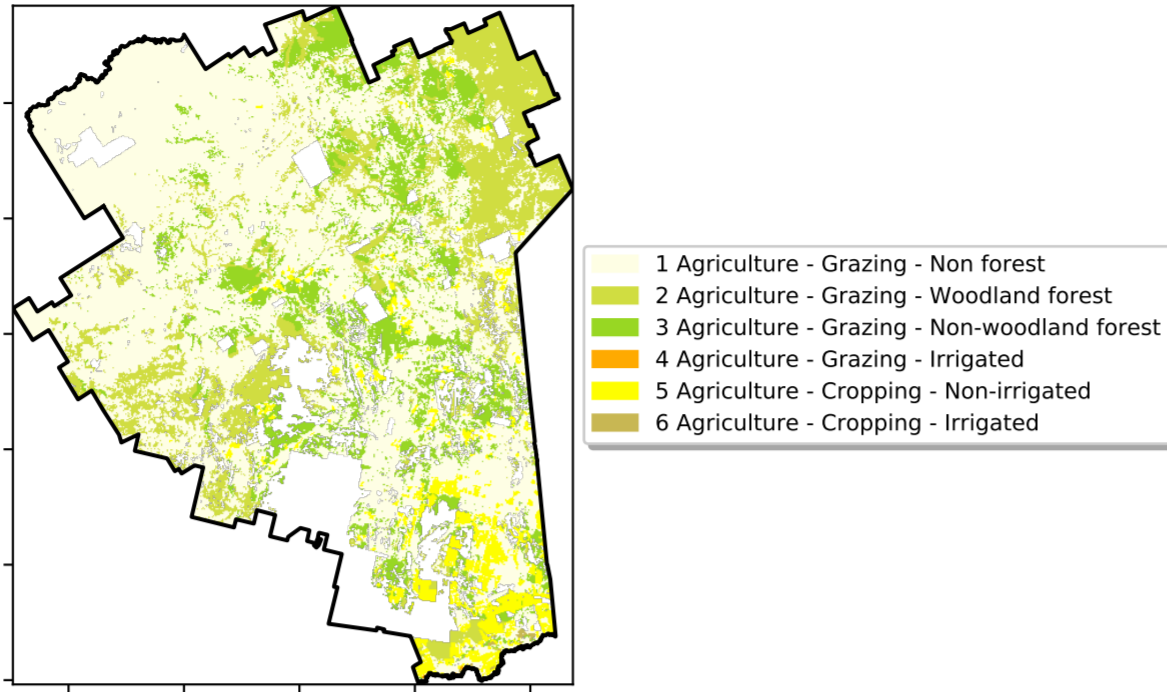 1 Agriculture - Grazing - Non forest
2 Agriculture - Grazing - Woodland forest
3 Agriculture - Grazing - Non-woodland forest
4 Agriculture - Grazing - Irrigated
5 Agriculture - Cropping - Non-irrigated
6 Agriculture - Cropping - Irrigated